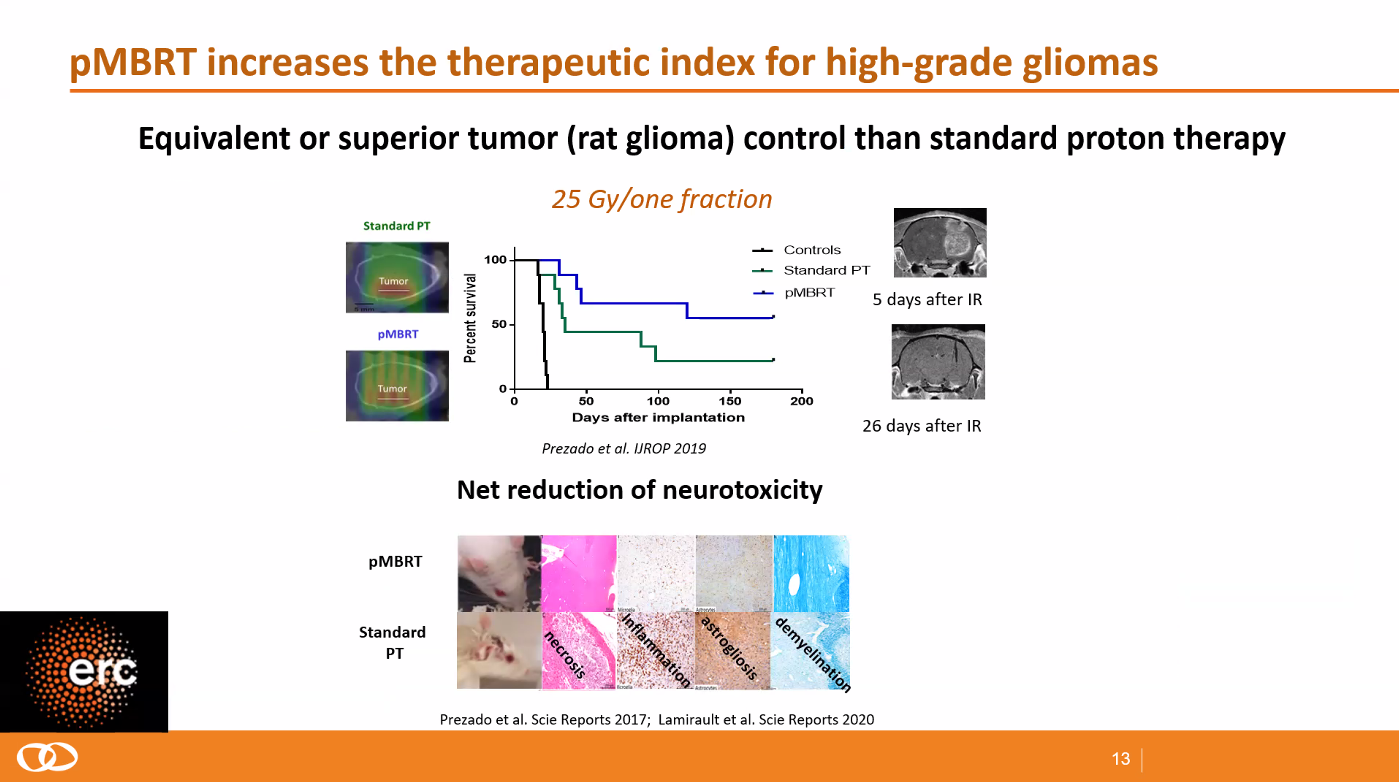 pMBRT increases the therapeutic index for high-grade gliomas
Equivalent or superior tumor (rat glioma) control than standard proton therapy
25 Gy/one fraction
Standard PT
Tumor
pMBRT
Tumor
Percent survival
100
50
0
0 50 100 150 200
Days after implantation
Controls
Standard PT
pMBRT
5 days after IR
26 days after IR
Prezado et al. IJROP 2019
Net reduction of neurotoxicity
pMBRT
Microglia
Astrocytes
Standard
PT
necrosis
Inflammation
astrogliosis
demyelination
Astrocytes
Prezado et al. Scie Reports 2017; Lamirault et al. Scie Reports 2020
erc
13